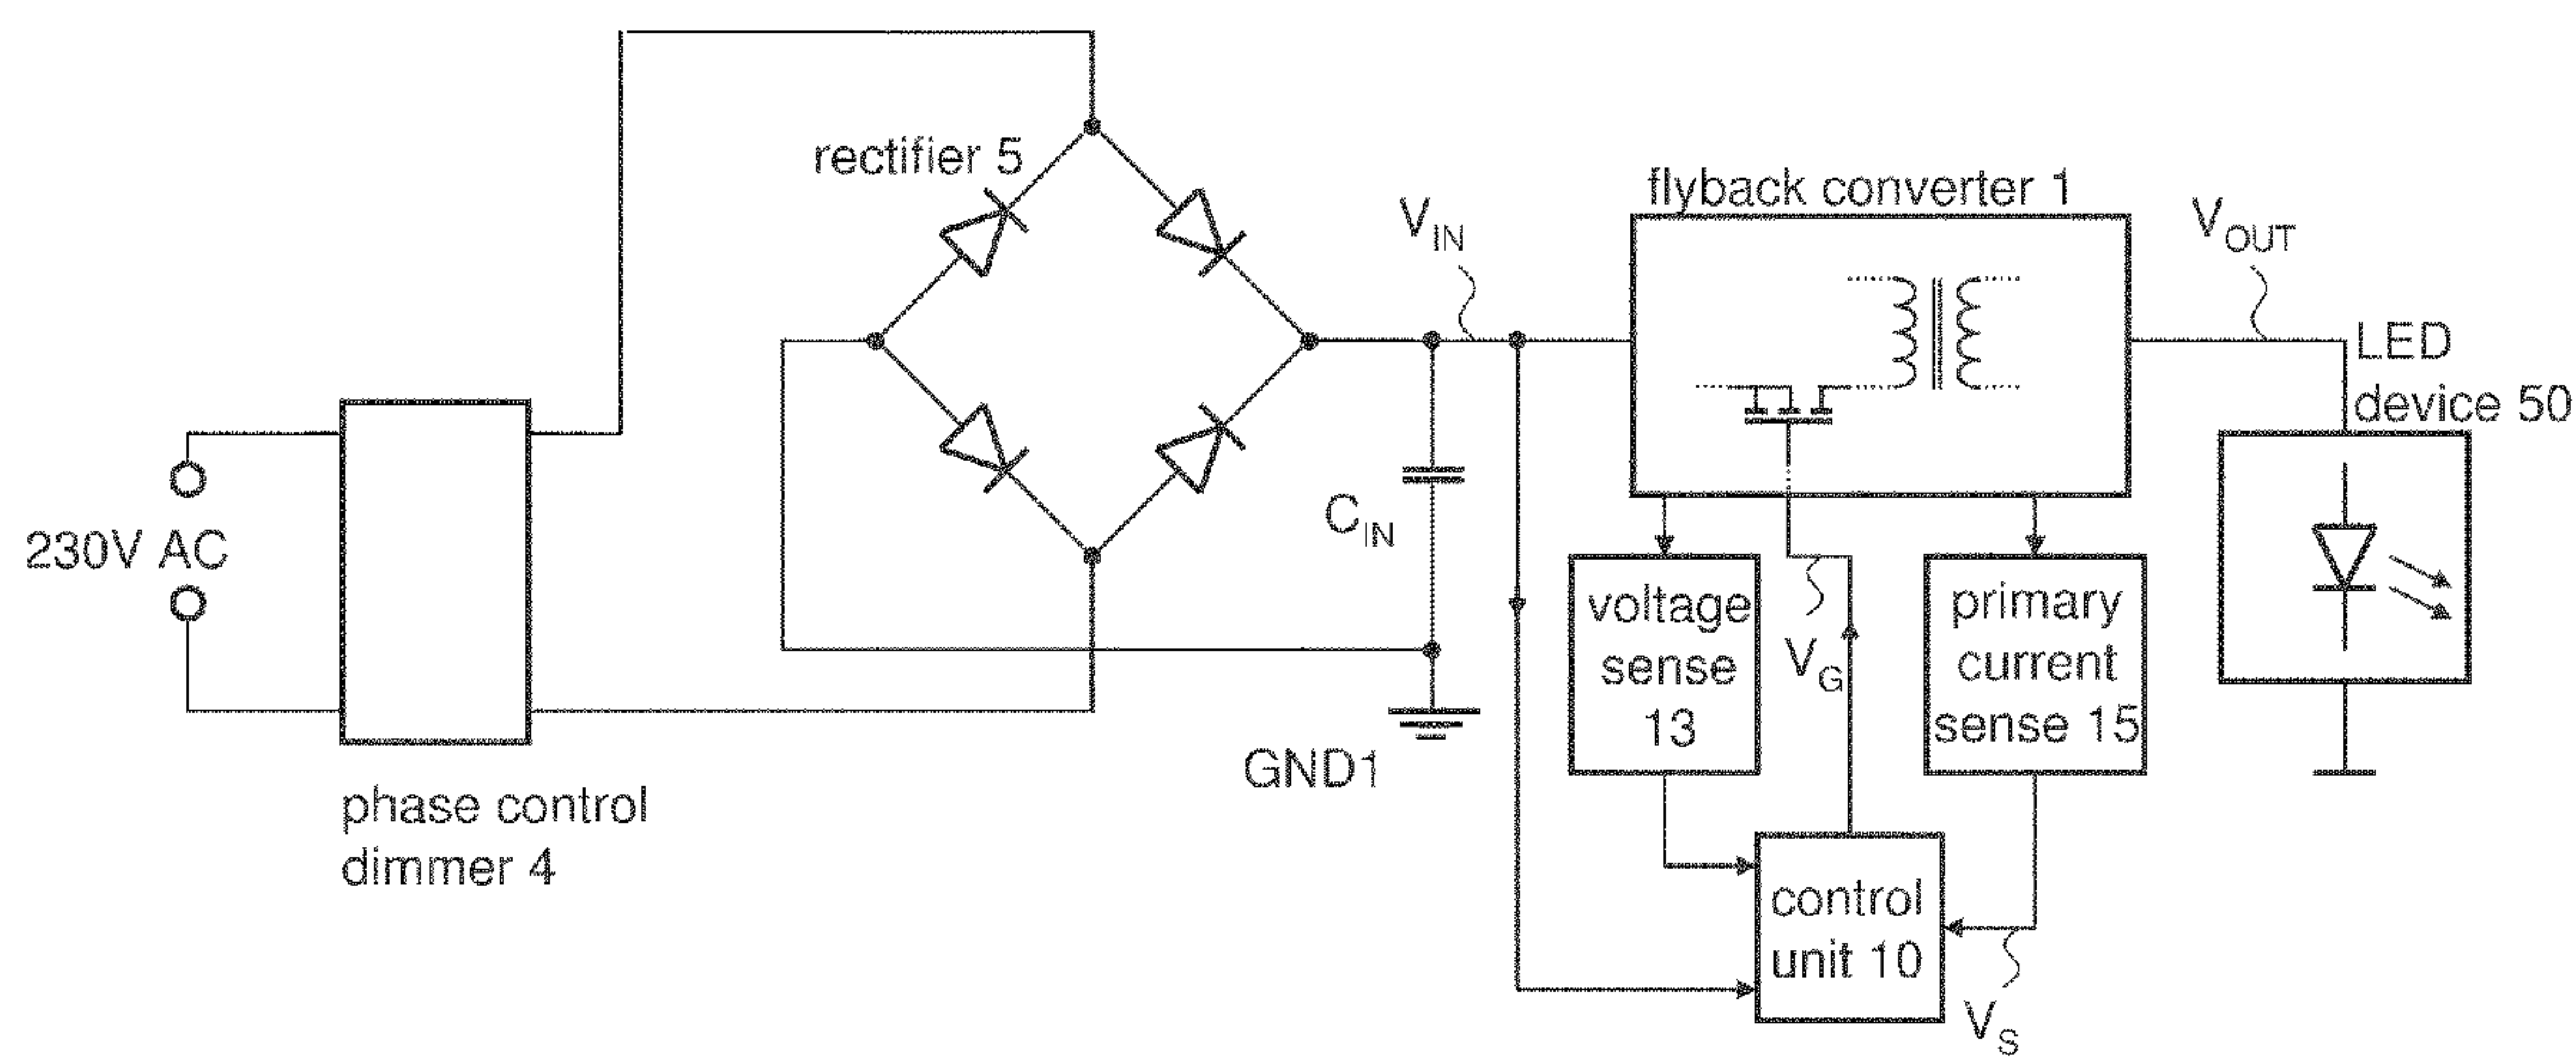 rectifier 5
flyback converter 1
V_IN
V_OUT
LED
device 50
230V AC
C_IN
voltage
sense
13
V_G
primary
current
sense 15
GND1
phase control
dimmer 4
control
unit 10
V_S